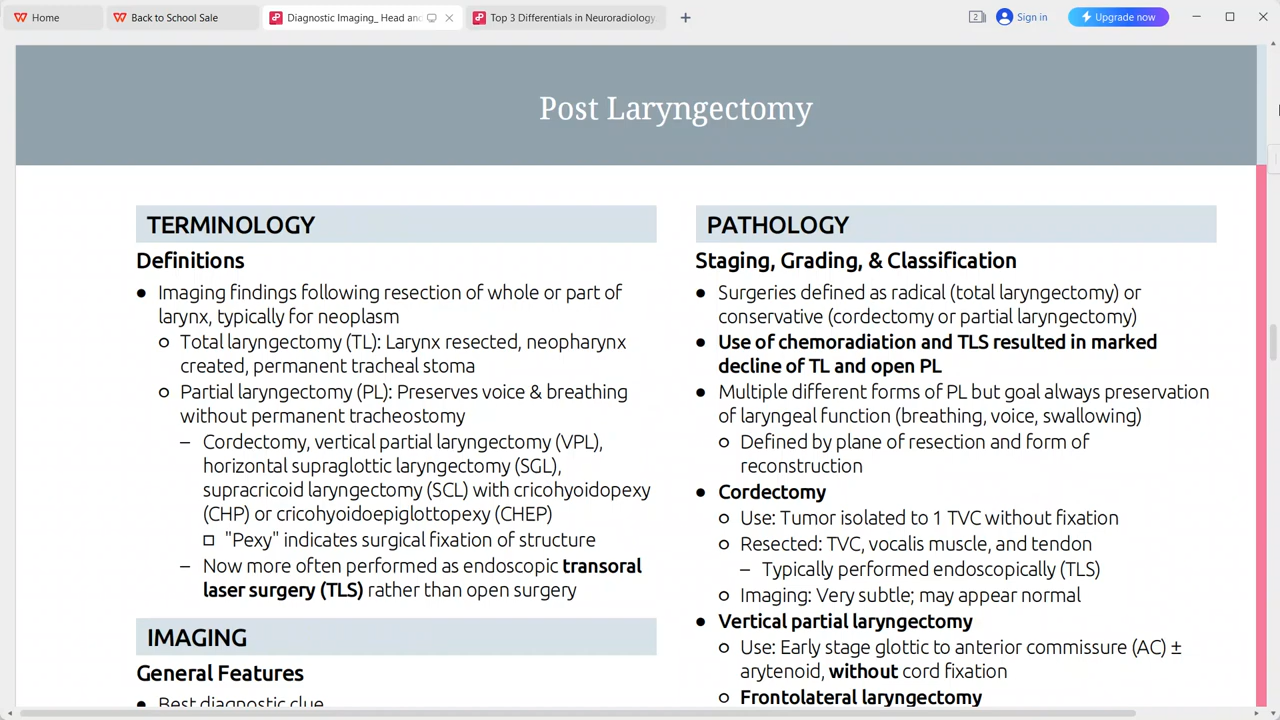 Home
Back to School Sale
Diagnostic Imaging_ Head and
Top 3 Differentials in Neuroradiology
2
Sign in
Upgrade now
Post Laryngectomy
TERMINOLOGY
Definitions
● Imaging findings following resection of whole or part of
larynx, typically for neoplasm
○ Total laryngectomy (TL): Larynx resected, neopharynx
created, permanent tracheal stoma
○ Partial laryngectomy (PL): Preserves voice & breathing
without permanent tracheostomy
– Cordectomy, vertical partial laryngectomy (VPL),
horizontal supraglottic laryngectomy (SGL),
supracricoid laryngectomy (SCL) with cricohyoidopexy
(CHP) or cricohyoidoepiglottopexy (CHEP)
□ "Pexy" indicates surgical fixation of structure
– Now more often performed as endoscopic transoral
laser surgery (TLS) rather than open surgery
IMAGING
General Features
● Best diagnostic clue
PATHOLOGY
Staging, Grading, & Classification
● Surgeries defined as radical (total laryngectomy) or
conservative (cordectomy or partial laryngectomy)
● Use of chemoradiation and TLS resulted in marked
decline of TL and open PL
● Multiple different forms of PL but goal always preservation
of laryngeal function (breathing, voice, swallowing)
○ Defined by plane of resection and form of
reconstruction
● Cordectomy
○ Use: Tumor isolated to 1 TVC without fixation
○ Resected: TVC, vocalis muscle, and tendon
– Typically performed endoscopically (TLS)
○ Imaging: Very subtle; may appear normal
● Vertical partial laryngectomy
○ Use: Early stage glottic to anterior commissure (AC) ±
arytenoid, without cord fixation
○ Frontolateral laryngectomy